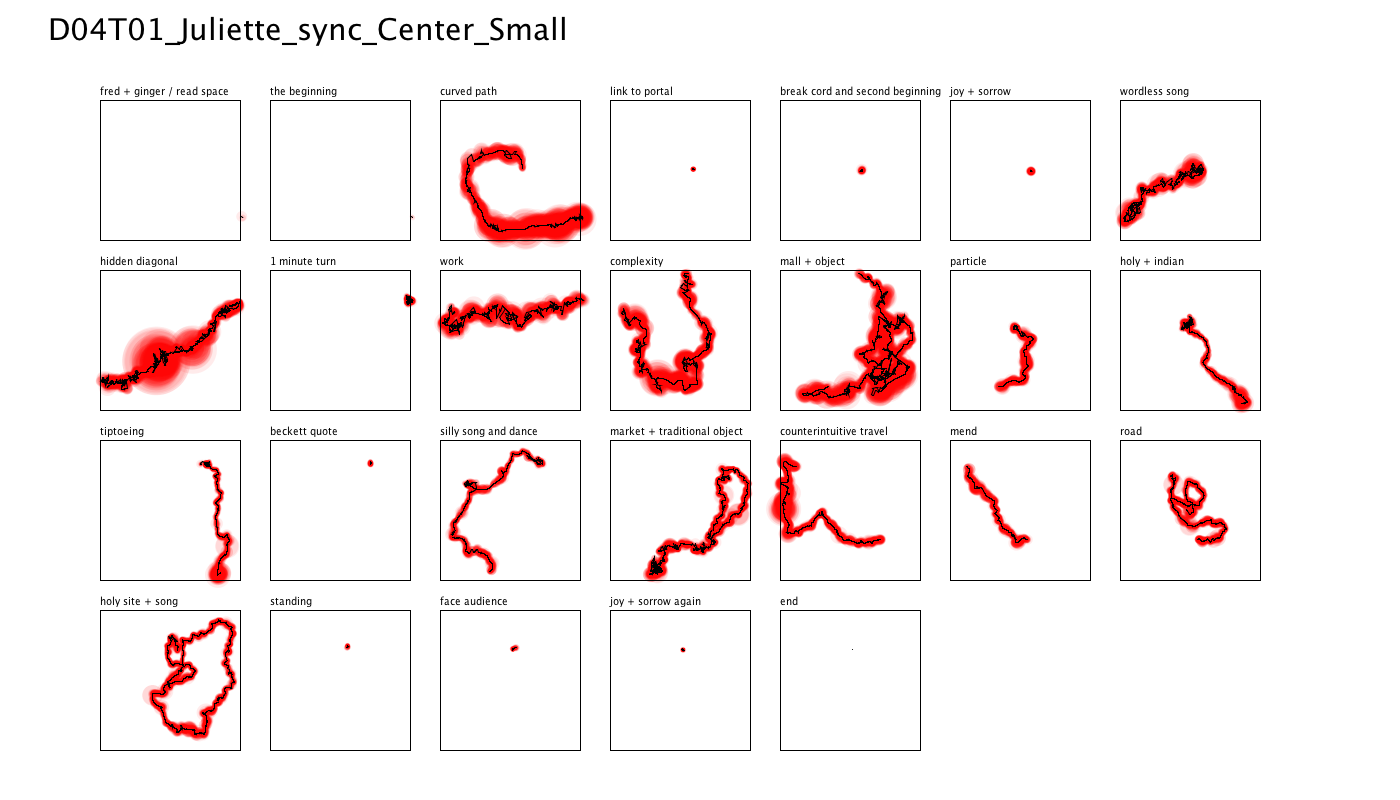 D04T01_Juliette_sync_Center_Small
fred + ginger / read space
the beginning
curved path
link to portal
break cord and second beginning
joy + sorrow
wordless song
hidden diagonal
1 minute turn
work
complexity
mall + object
particle
holy + indian
tiptoeing
beckett quote
silly song and dance
market + traditional object
counterintuitive travel
mend
road
holy site + song
standing
face audience
joy + sorrow again
end